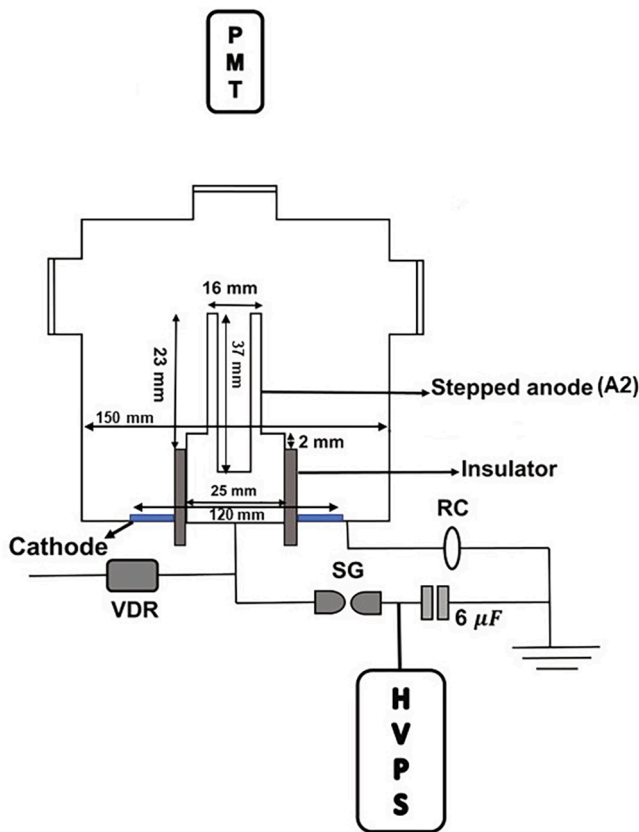 P
M
T
16 mm
23 mm
37 mm
Stepped anode (A2)
150 mm
2 mm
Insulator
25 mm
120 mm
RC
Cathode
SG
VDR
6 μF
H
V
P
S